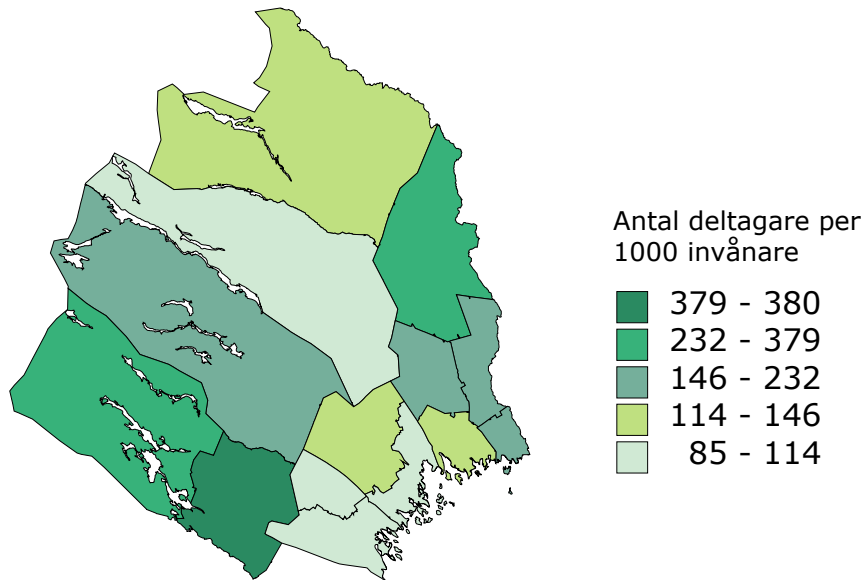 Antal deltagare per
1000 invånare
379 - 380
232 - 379
146 - 232
114 - 146
85 - 114